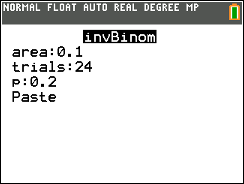 NORMAL FLOAT AUTO REAL DEGREE MP
invBinom
area:0.1
trials:24
p:0.2
Paste